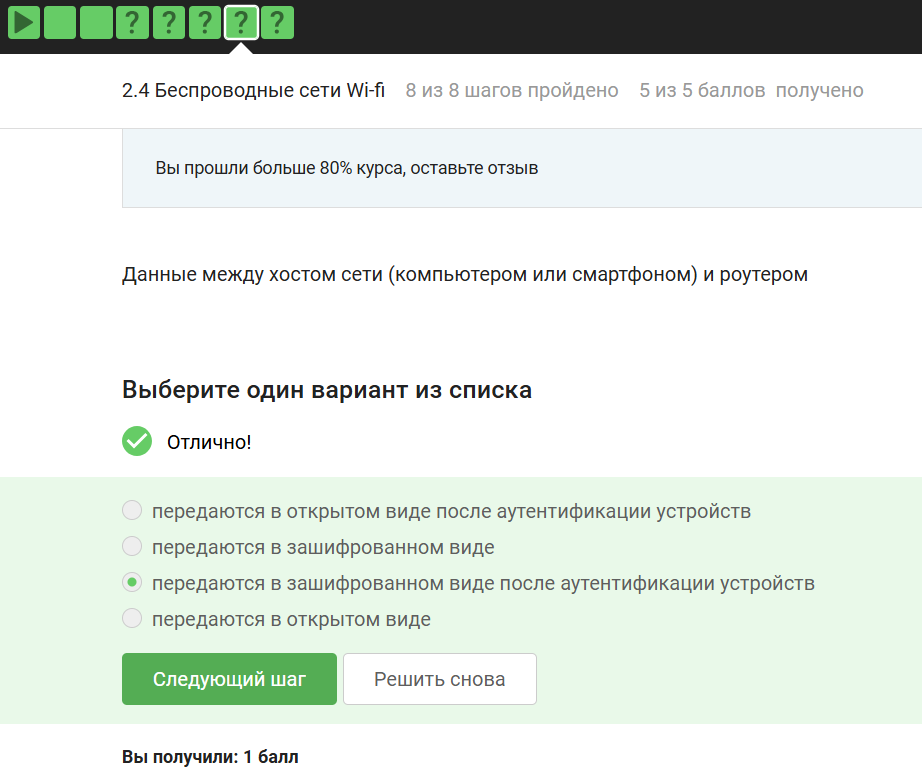 ? ? ? ? ?
2.4 Беспроводные сети Wi-fi 8 из 8 шагов пройдено 5 из 5 баллов получено
Вы прошли больше 80% курса, оставьте отзыв
Данные между хостом сети (компьютером или смартфоном) и роутером
Выберите один вариант из списка
Отлично!
передаются в открытом виде после аутентификации устройств
передаются в зашифрованном виде
передаются в зашифрованном виде после аутентификации устройств
передаются в открытом виде
Следующий шаг Решить снова
Вы получили: 1 балл